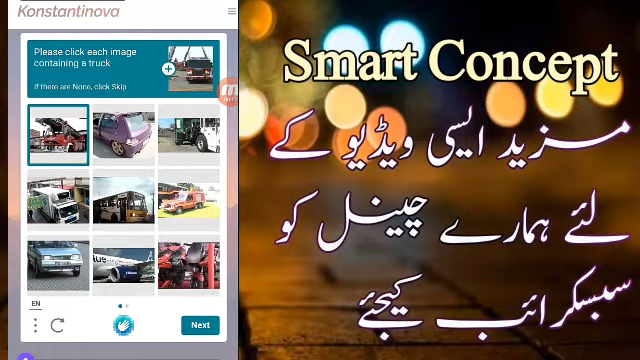 Konstantinova
Please click each image
containing a truck
If there are None, click Skip
EN
Next
Smart Concept
مزید ایسی ویڈیو کے
لئے ہمارے چینل کو
سبسکرائب کیجئے